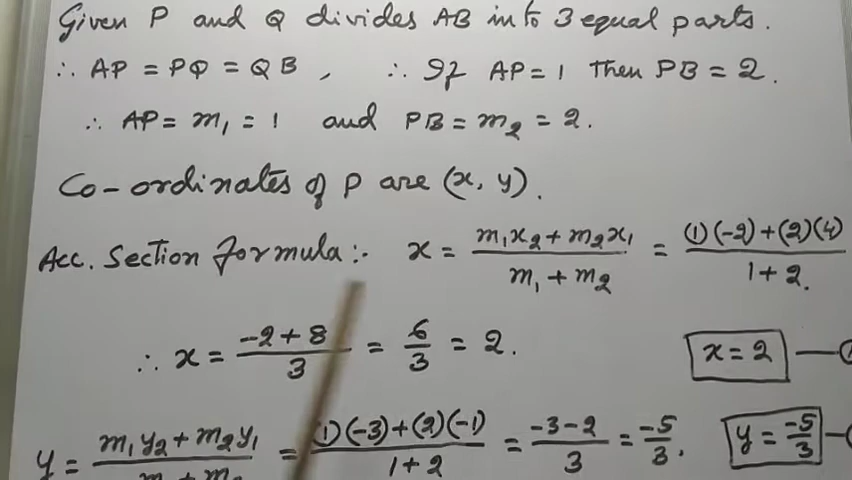 Given P and Q divides AB into 3 equal parts.
∴ AP = PQ = QB , ∴ If AP = 1 Then PB = 2.
∴ AP = m₁ = 1 and PB = m₂ = 2.
Co-ordinates of P are (x, y).
Acc. Section formula:- x = (m₁x₂ + m₂x₁)/(m₁ + m₂) = ((1)(-2) + (2)(4))/(1 + 2.)
∴ x = (-2 + 8)/3 = 6/3 = 2. x = 2 —
y = (m₁y₂ + m₂y₁)/(m₁ + m₂) = ((1)(-3) + (2)(-1))/(1 + 2) = (-3 - 2)/3 = -5/3. y = -5/3 —